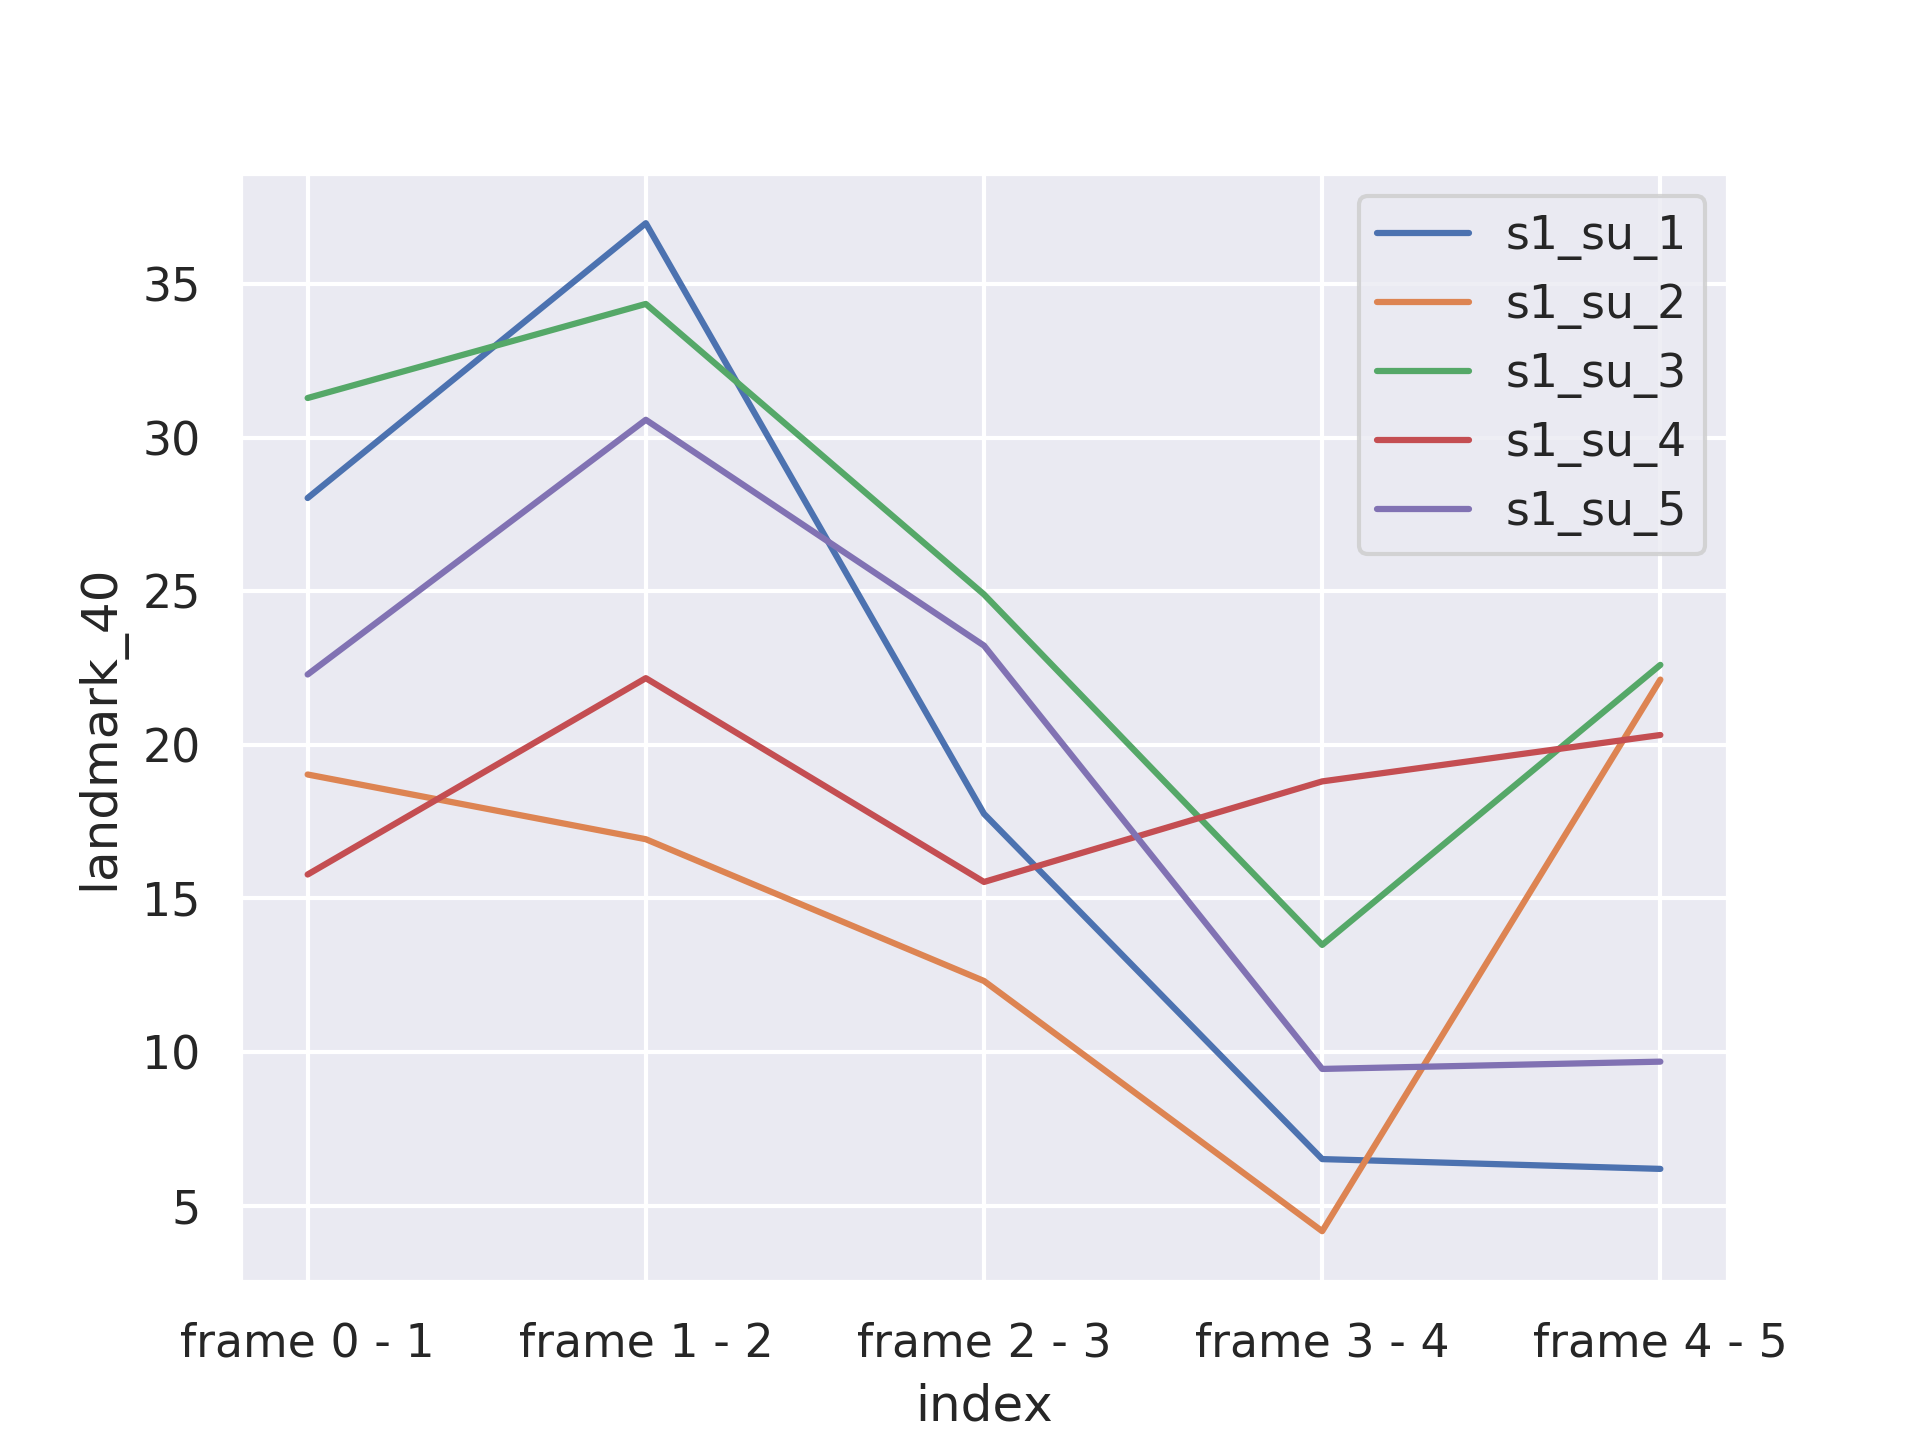 s1_su_1
s1_su_2
s1_su_3
s1_su_4
s1_su_5
35
30
25
20
15
10
5
landmark_40
frame 0 - 1
frame 1 - 2
frame 2 - 3
frame 3 - 4
frame 4 - 5
index